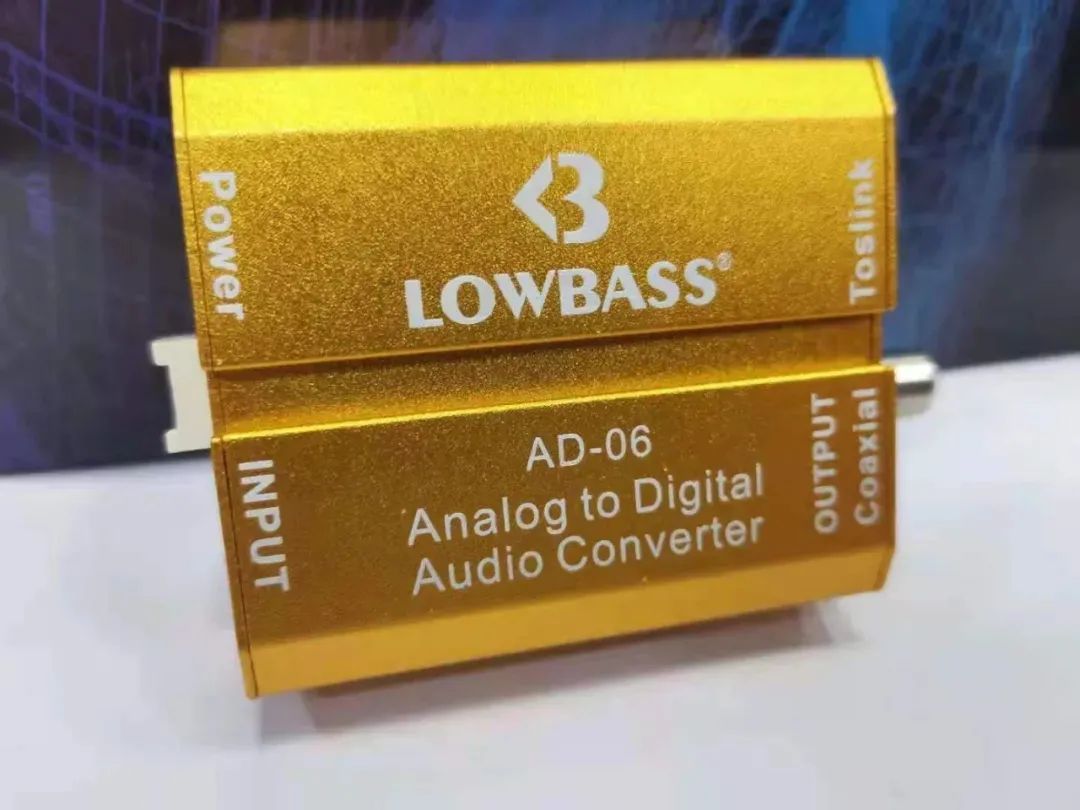 Power
B
LOWBASS®
Toslink
INPUT
AD-06
Analog to Digital
Audio Converter
OUTPUT
Coaxial